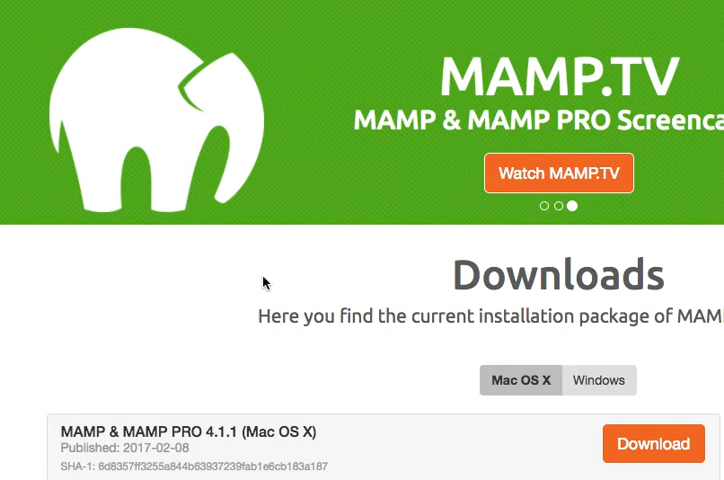 MAMP.TV
MAMP & MAMP PRO Screenca
Watch MAMP.TV
Downloads
Here you find the current installation package of MAM
Mac OS X
Windows
MAMP & MAMP PRO 4.1.1 (Mac OS X)
Published: 2017-02-08
Download
SHA-1: 6d8357ff3255a844b63937239fab1e6cb183a187